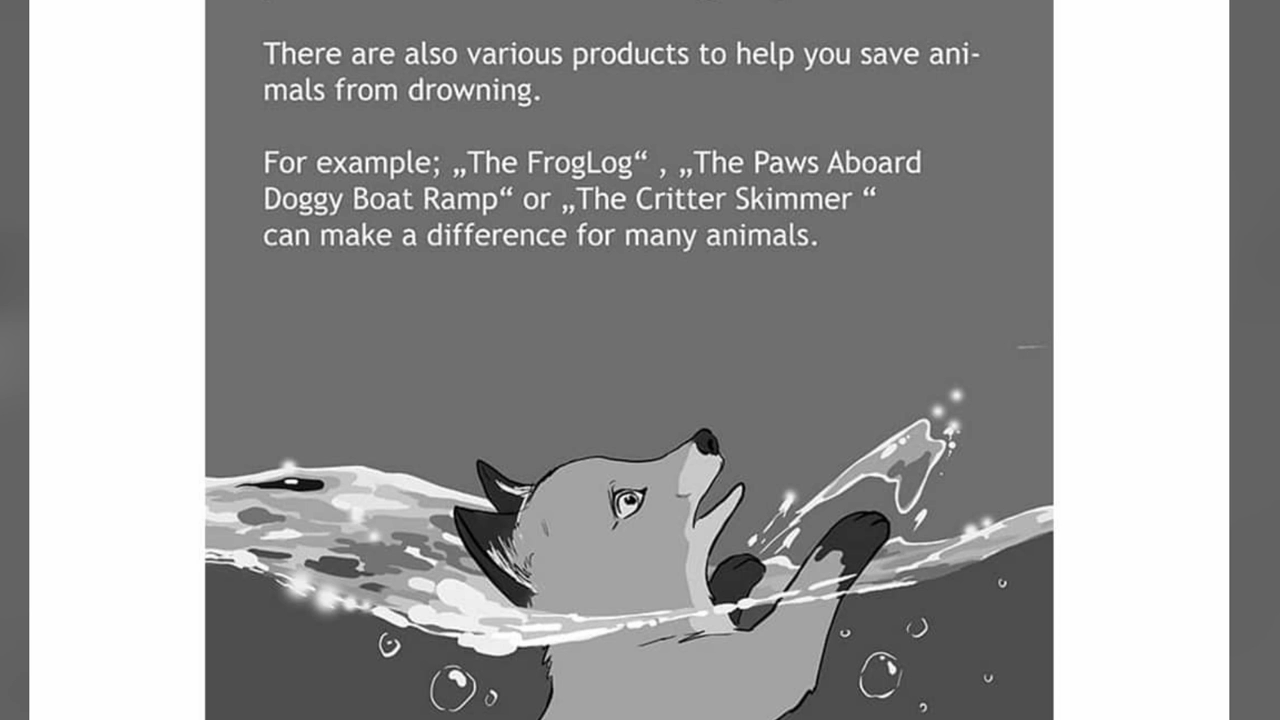 There are also various products to help you save ani-
mals from drowning.
For example; „The FrogLog“ , „The Paws Aboard
Doggy Boat Ramp“ or „The Critter Skimmer “
can make a difference for many animals.